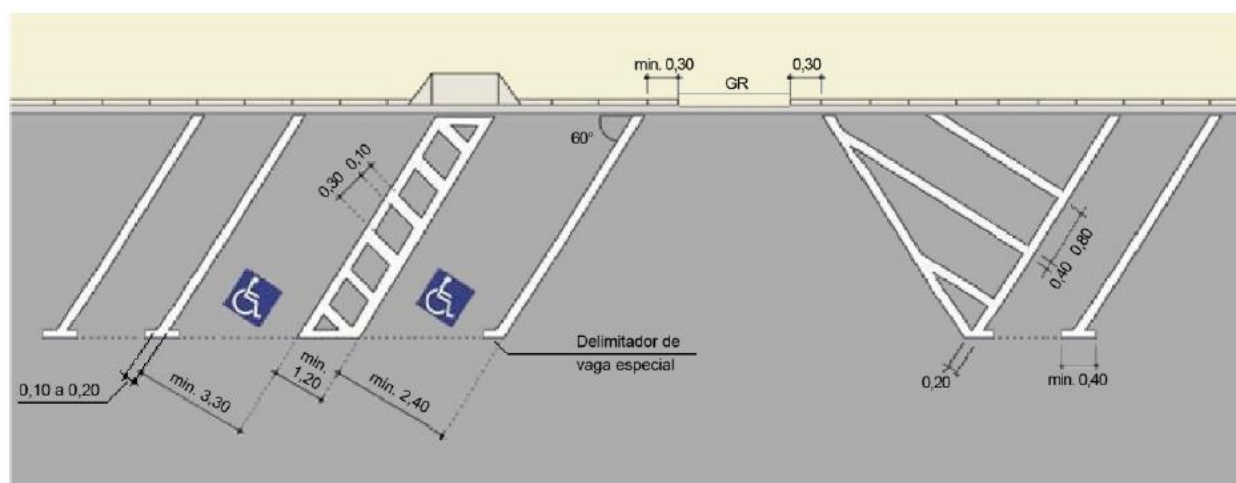 min. 0,30
0,30
GR
60°
0,10
0,30
0,80
0,40
Delimitador de
vaga especial
0,10 a 0,20
min. 3,30
min.
1,20
min. 2,40
0,20
min. 0,40